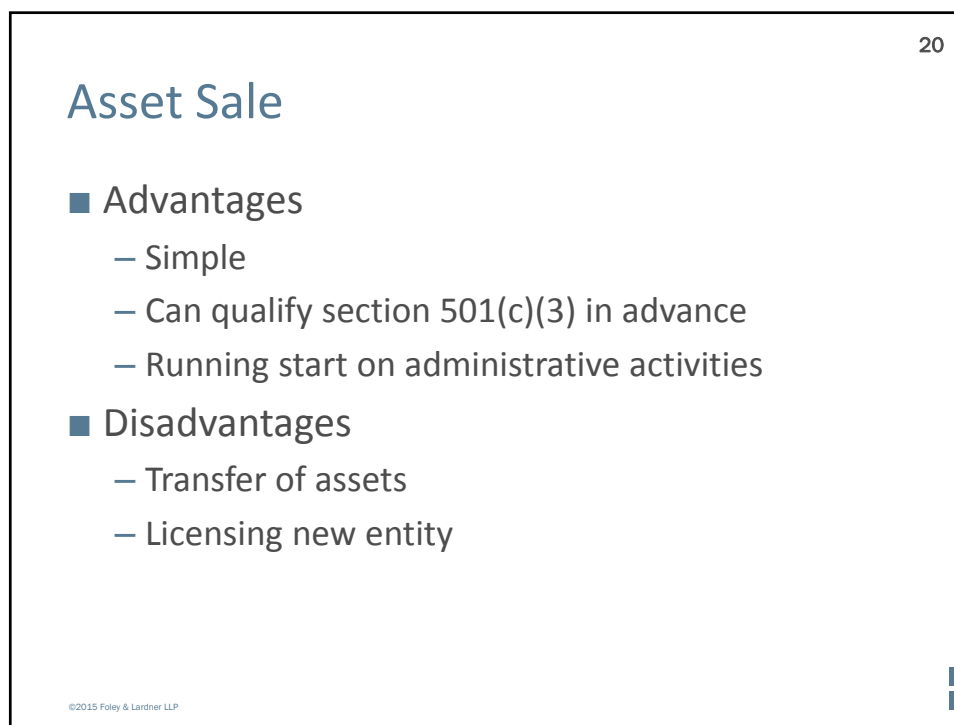 20
Asset Sale
■ Advantages
– Simple
– Can qualify section 501(c)(3) in advance
– Running start on administrative activities
■ Disadvantages
– Transfer of assets
– Licensing new entity
©2015 Foley & Lardner LLP